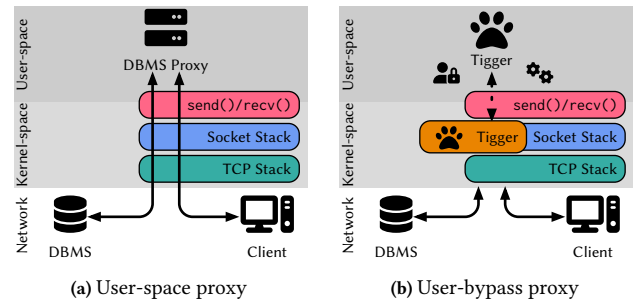 User-space
Kernel-space
Network
DBMS Proxy
send()/recv()
Socket Stack
TCP Stack
DBMS
Client
(a) User-space proxy
User-space
Kernel-space
Network
Tigger
send()/recv()
Tigger
Socket Stack
TCP Stack
DBMS
Client
(b) User-bypass proxy